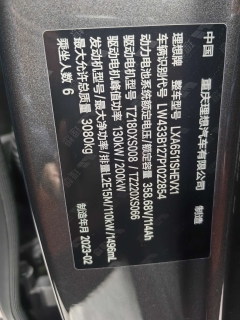 中国 重庆理想汽车有限公司 制造
理想牌 整车型号 LXA6511SHEVX1
车辆识别代号 LW433B127P1022854
动力电池系统额定电压/额定容量 358.68V/114Ah
驱动电机型号 TZ180XS008 / TZ220XS066
驱动电机峰值功率 130kW/200kW
发动机型号/最大净功率/排量 L2E15M/110kW/1496mL
最大允许总质量 3080kg
乘坐人数 6
制造年月 2023-02